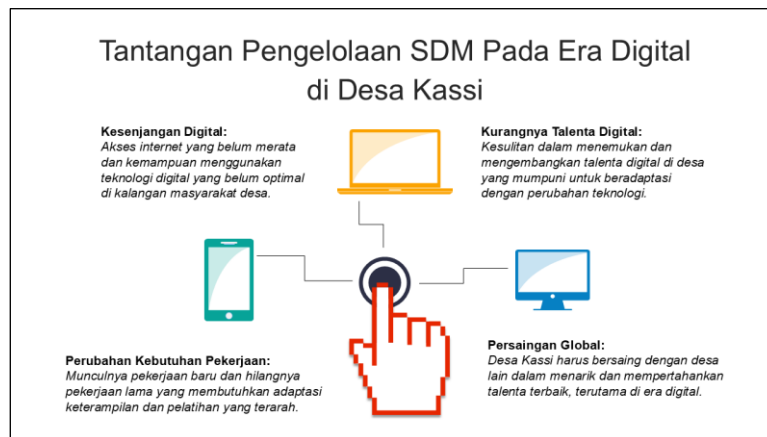 Tantangan Pengelolaan SDM Pada Era Digital
di Desa Kassi
Kesenjangan Digital:
Akses internet yang belum merata
dan kemampuan menggunakan
teknologi digital yang belum optimal
di kalangan masyarakat desa.
Kurangnya Talenta Digital:
Kesulitan dalam menemukan dan
mengembangkan talenta digital di desa
yang mumpuni untuk beradaptasi
dengan perubahan teknologi.
Perubahan Kebutuhan Pekerjaan:
Munculnya pekerjaan baru dan hilangnya
pekerjaan lama yang membutuhkan adaptasi
keterampilan dan pelatihan yang terarah.
Persaingan Global:
Desa Kassi harus bersaing dengan desa
lain dalam menarik dan mempertahankan
talenta terbaik, terutama di era digital.